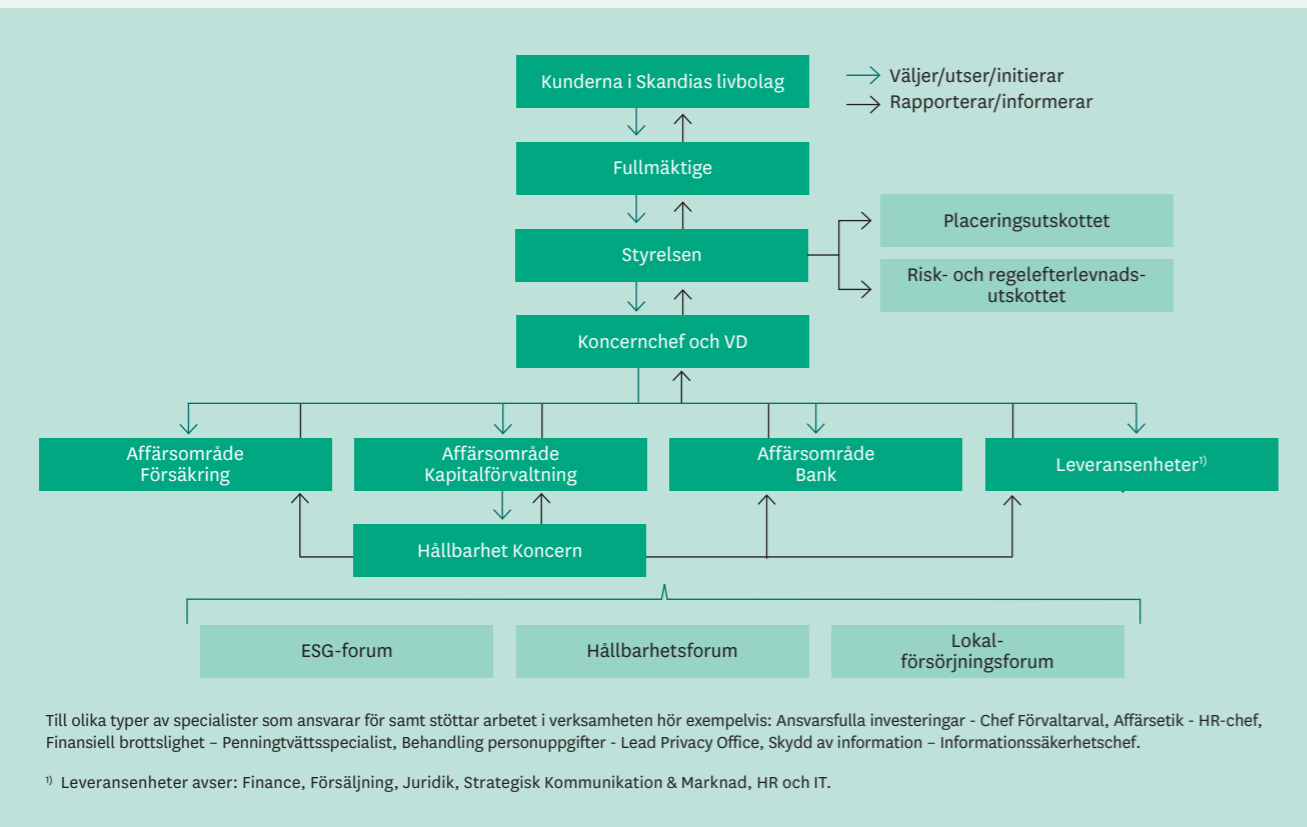 Kunderna i Skandias livbolag
Väljer/utser/initierar
Rapporterar/informerar
Fullmäktige
Styrelsen
Placeringsutskottet
Risk- och regelefterlevnads-
utskottet
Koncernchef och VD
Affärsområde
Försäkring
Affärsområde
Kapitalförvaltning
Affärsområde
Bank
Leveransenheter¹⁾
Hållbarhet Koncern
ESG-forum
Hållbarhetsforum
Lokal-
försörjningsforum
Till olika typer av specialister som ansvarar för samt stöttar arbetet i verksamheten hör exempelvis: Ansvarsfulla investeringar - Chef Förvaltarval, Affärsetik - HR-chef,
Finansiell brottslighet – Penningtvättsspecialist, Behandling personuppgifter - Lead Privacy Office, Skydd av information – Informationssäkerhetschef.
¹⁾ Leveransenheter avser: Finance, Försäljning, Juridik, Strategisk Kommunikation & Marknad, HR och IT.